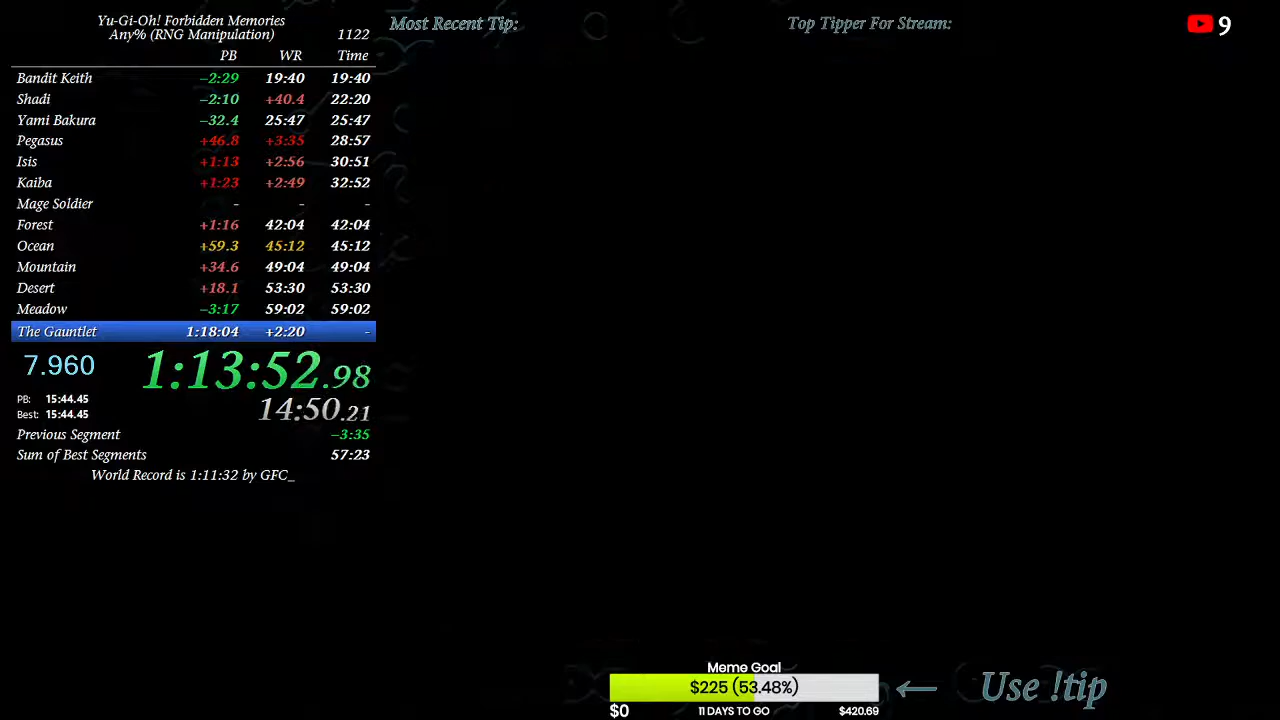 Yu-Gi-Oh! Forbidden Memories
Any% (RNG Manipulation) 1122
PB WR Time
Bandit Keith −2:29 19:40 19:40
Shadi −2:10 +40.4 22:20
Yami Bakura −32.4 25:47 25:47
Pegasus +46.8 +3:35 28:57
Isis +1:13 +2:56 30:51
Kaiba +1:23 +2:49 32:52
Mage Soldier - - -
Forest +1:16 42:04 42:04
Ocean +59.3 45:12 45:12
Mountain +34.6 49:04 49:04
Desert +18.1 53:30 53:30
Meadow −3:17 59:02 59:02
The Gauntlet 1:18:04 +2:20 -
7.960 1:13:52.98
PB: 15:44.45
Best: 15:44.45
14:50.21
Previous Segment −3:35
Sum of Best Segments 57:23
World Record is 1:11:32 by GFC_
Most Recent Tip:
Top Tipper For Stream:
9
Meme Goal
$225 (53.48%)
$0 11 DAYS TO GO $420.69
← Use !tip